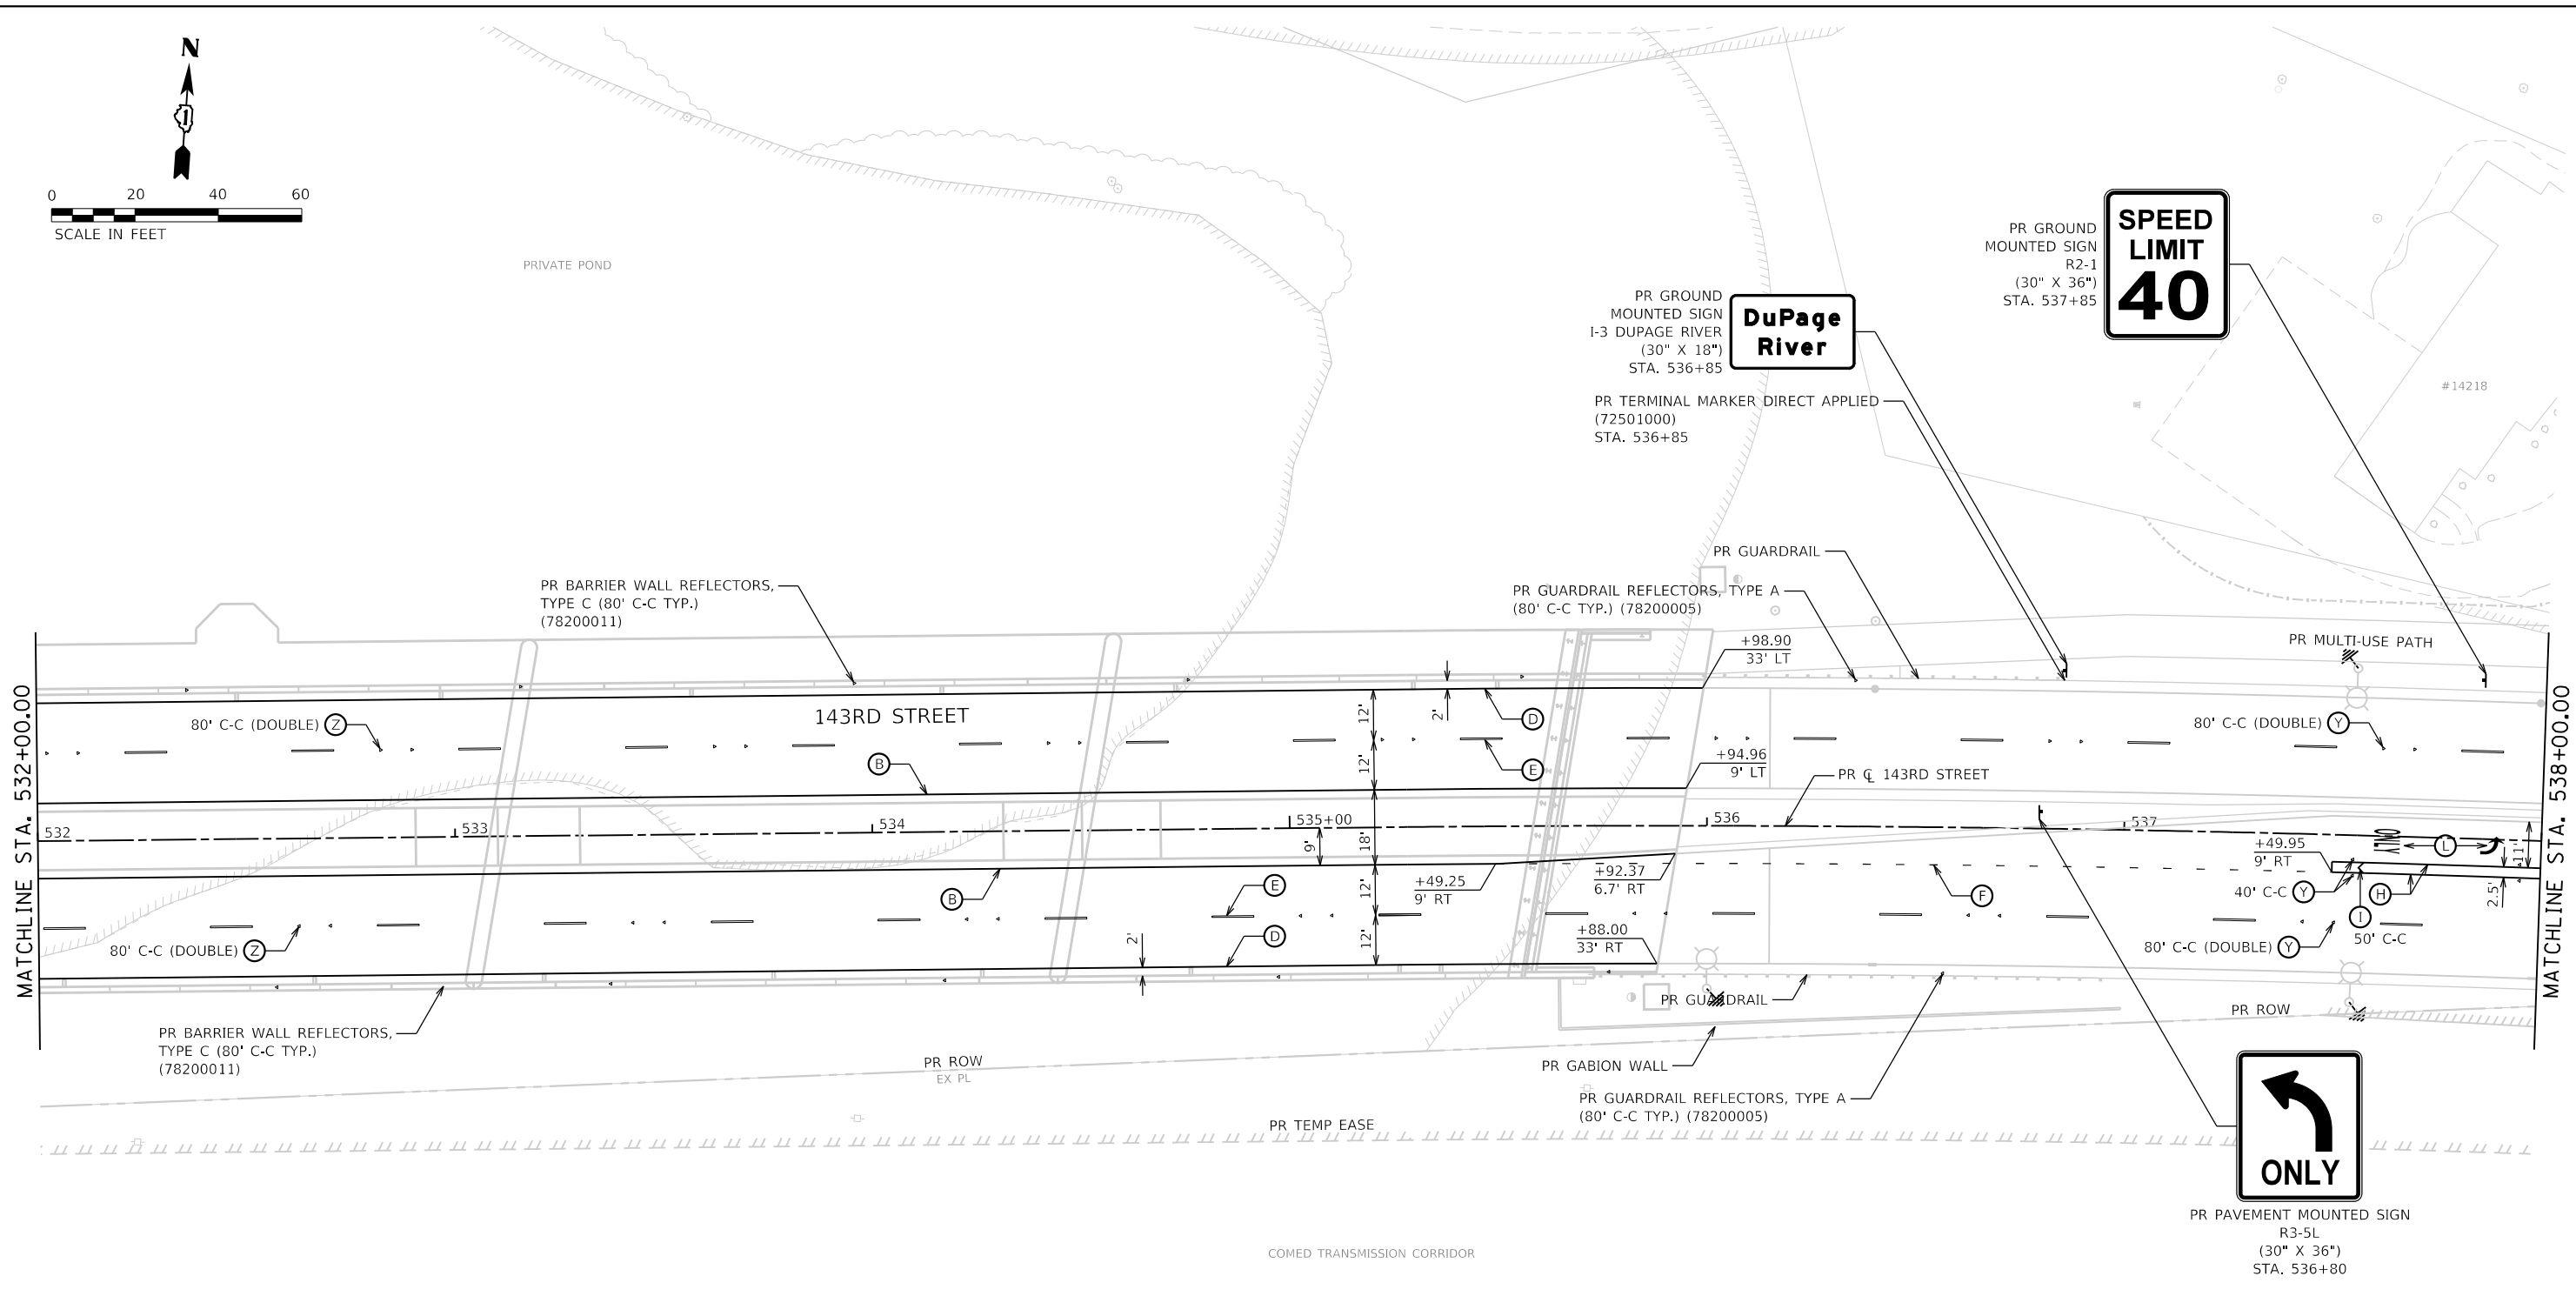 N
1
0 20 40 60
SCALE IN FEET
PRIVATE POND
PR GROUND
MOUNTED SIGN
R2-1
(30" X 36")
STA. 537+85
SPEED
LIMIT
40
PR GROUND
MOUNTED SIGN
I-3 DUPAGE RIVER
(30" X 18")
STA. 536+85
DuPage
River
#14218
PR TERMINAL MARKER DIRECT APPLIED
(72501000)
STA. 536+85
PR GUARDRAIL
PR BARRIER WALL REFLECTORS,
TYPE C (80' C-C TYP.)
(78200011)
PR GUARDRAIL REFLECTORS, TYPE A
(80' C-C TYP.) (78200005)
+98.90
33' LT
PR MULTI-USE PATH
MATCHLINE STA. 532+00.00
80' C-C (DOUBLE) Z
143RD STREET
12'
2'
D
80' C-C (DOUBLE) Y
B
12'
E
+94.96
9' LT
PR ℄ 143RD STREET
532
533
534
535+00
536
537
9'
18'
+49.95
9' RT
L
11'
MATCHLINE STA. 538+00.00
B
E
12'
+49.25
9' RT
+92.37
6.7' RT
F
40' C-C Y
H
2.5'
I
50' C-C
80' C-C (DOUBLE) Z
2'
D
12'
+88.00
33' RT
80' C-C (DOUBLE) Y
PR GUARDRAIL
PR ROW
PR BARRIER WALL REFLECTORS,
TYPE C (80' C-C TYP.)
(78200011)
PR ROW
EX PL
PR GABION WALL
PR GUARDRAIL REFLECTORS, TYPE A
(80' C-C TYP.) (78200005)
PR TEMP EASE
ONLY
PR PAVEMENT MOUNTED SIGN
R3-5L
(30" X 36")
STA. 536+80
COMED TRANSMISSION CORRIDOR